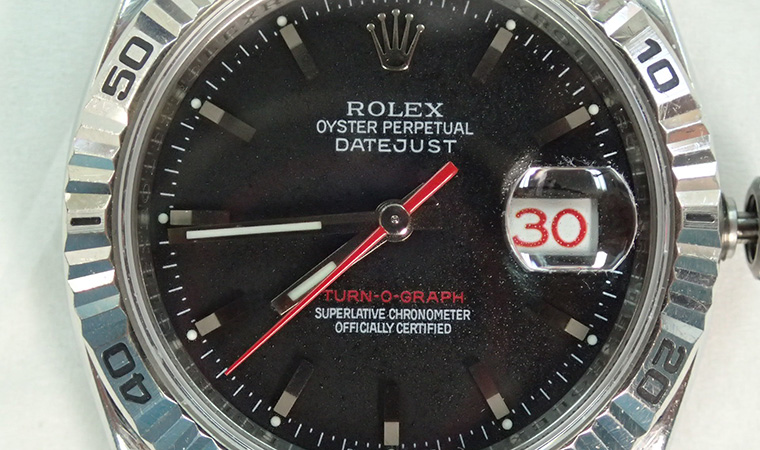 ROLEX
OYSTER PERPETUAL
DATEJUST
50
10
30
TURN-O-GRAPH
SUPERLATIVE CHRONOMETER
OFFICIALLY CERTIFIED
40
20